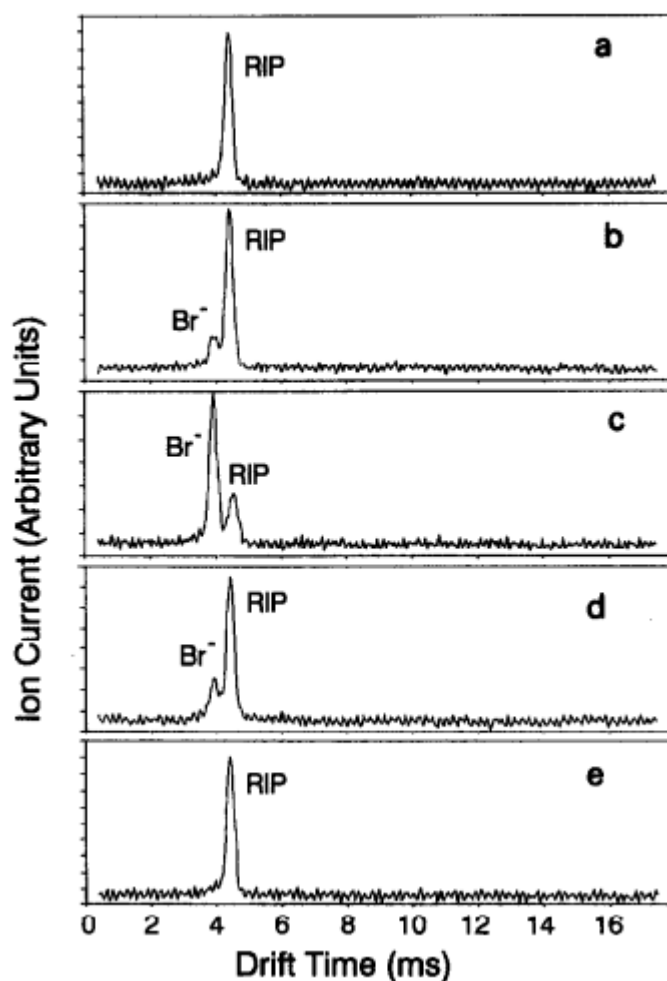 a
RIP
b
RIP
Br⁻
c
Br⁻
RIP
d
RIP
Br⁻
e
RIP
Ion Current (Arbitrary Units)
0 2 4 6 8 10 12 14 16
Drift Time (ms)